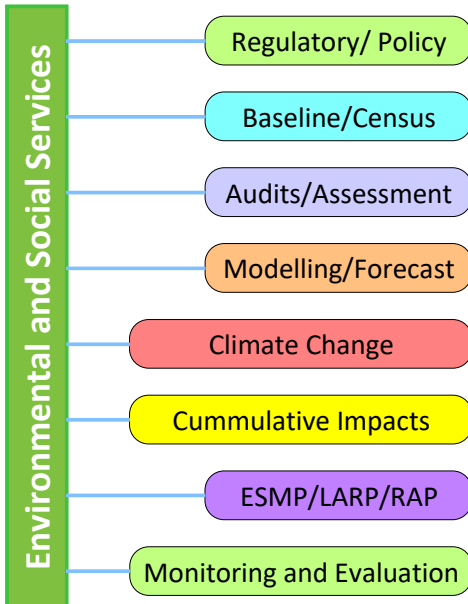 Environmental and Social Services
Regulatory/ Policy
Baseline/Census
Audits/Assessment
Modelling/Forecast
Climate Change
Cummulative Impacts
ESMP/LARP/RAP
Monitoring and Evaluation